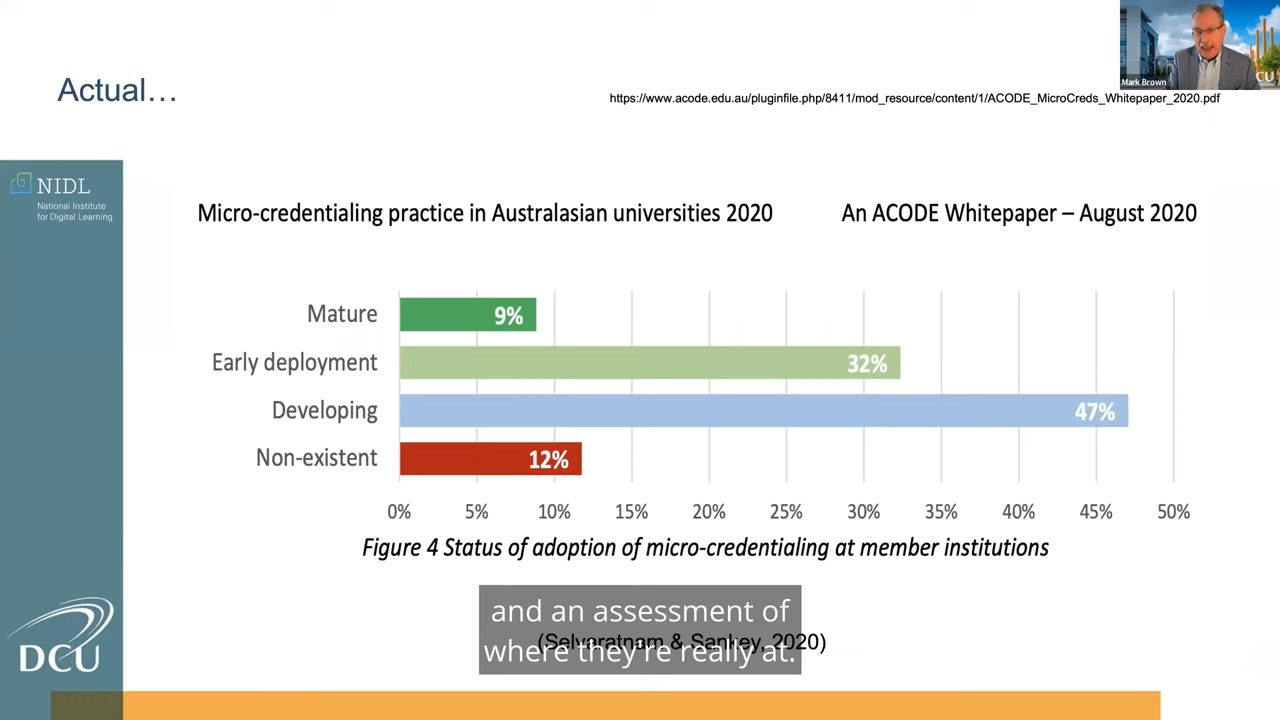 Mark Brown
CU
Actual…
https://www.acode.edu.au/pluginfile.php/8411/mod_resource/content/1/ACODE_MicroCreds_Whitepaper_2020.pdf
NIDL
National Institute
for Digital Learning
Micro-credentialing practice in Australasian universities 2020
An ACODE Whitepaper – August 2020
Mature 9%
Early deployment 32%
Developing 47%
Non-existent 12%
0% 5% 10% 15% 20% 25% 30% 35% 40% 45% 50%
Figure 4 Status of adoption of micro-credentialing at member institutions
and an assessment of
(Selvaratnam & Sankey, 2020)
where they're really at.
DCU